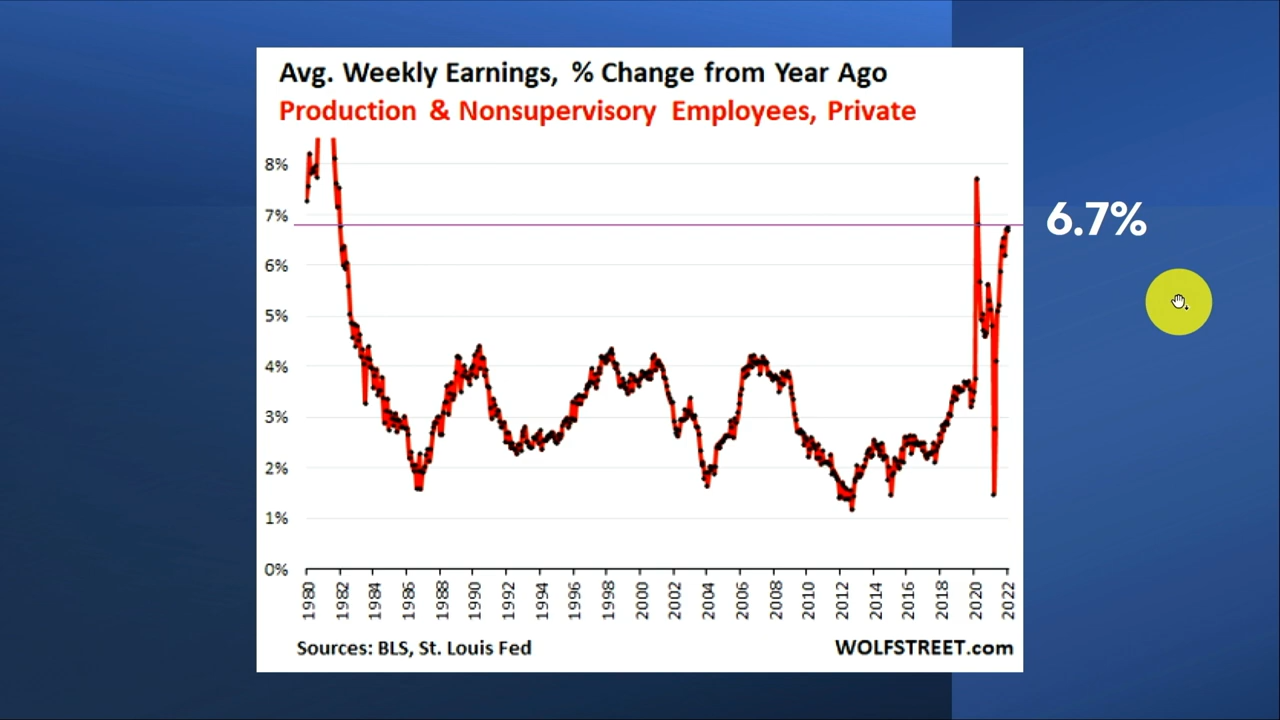 Avg. Weekly Earnings, % Change from Year Ago
Production & Nonsupervisory Employees, Private
8%
7%
6.7%
6%
5%
4%
3%
2%
1%
0%
1980 1982 1984 1986 1988 1990 1992 1994 1996 1998 2000 2002 2004 2006 2008 2010 2012 2014 2016 2018 2020 2022
Sources: BLS, St. Louis Fed WOLFSTREET.com